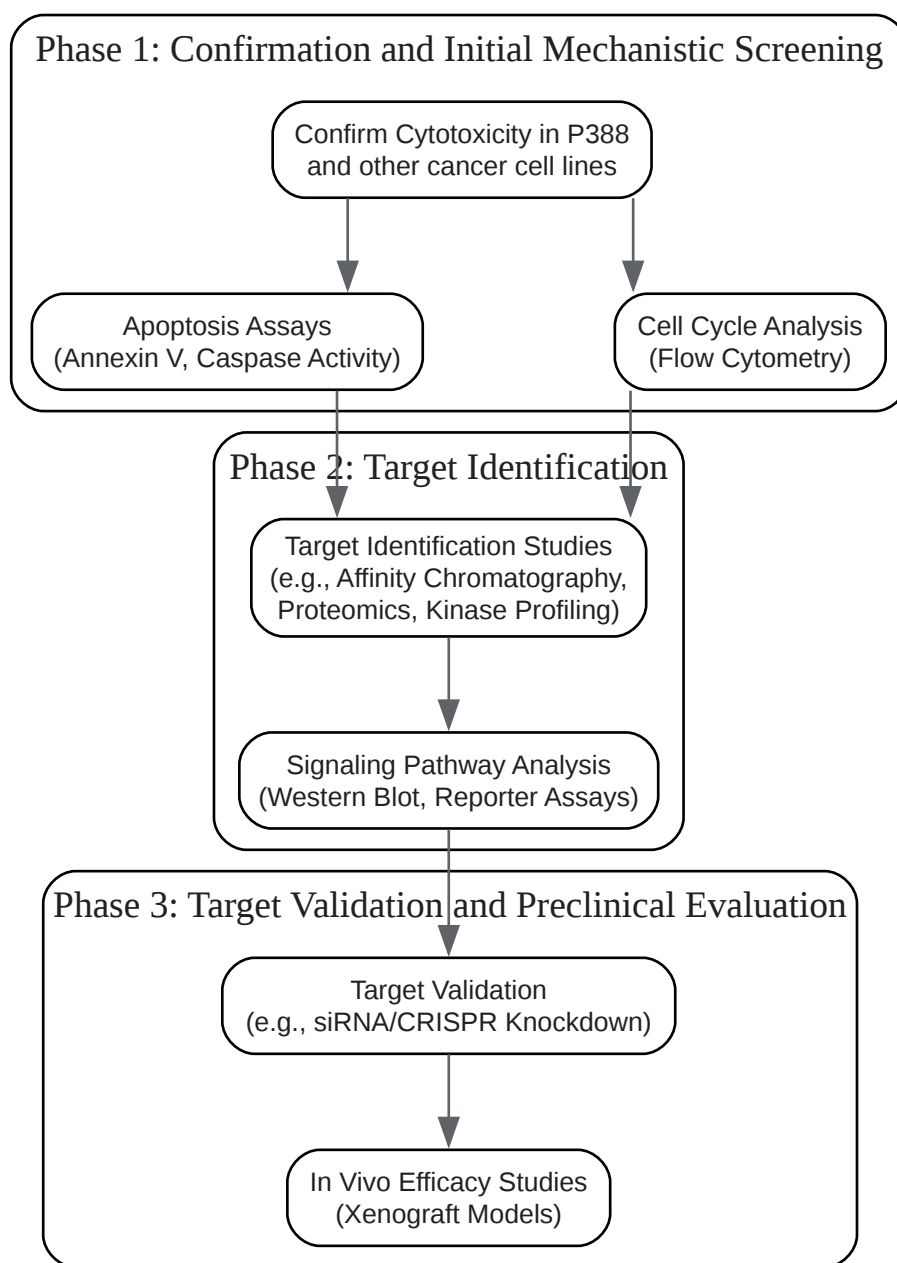 Phase 1: Confirmation and Initial Mechanistic Screening
Confirm Cytotoxicity in P388
and other cancer cell lines
Apoptosis Assays
(Annexin V, Caspase Activity)
Cell Cycle Analysis
(Flow Cytometry)
Phase 2: Target Identification
Target Identification Studies
(e.g., Affinity Chromatography,
Proteomics, Kinase Profiling)
Signaling Pathway Analysis
(Western Blot, Reporter Assays)
Phase 3: Target Validation and Preclinical Evaluation
Target Validation
(e.g., siRNA/CRISPR Knockdown)
In Vivo Efficacy Studies
(Xenograft Models)